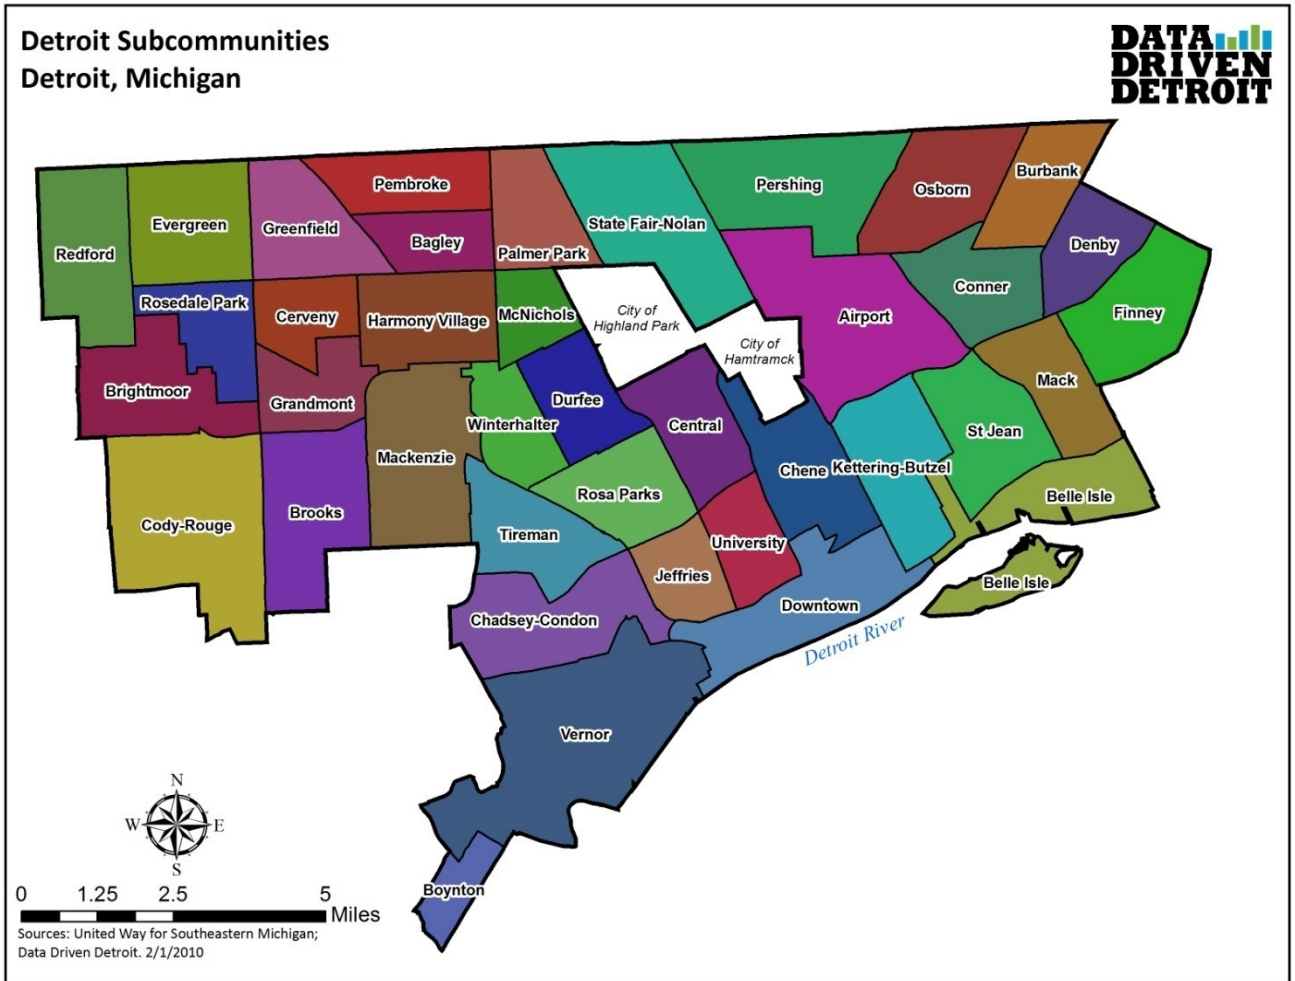 Detroit Subcommunities
Detroit, Michigan
DATA
DRIVEN
DETROIT
Redford
Evergreen
Greenfield
Pembroke
Bagley
Palmer Park
State Fair-Nolan
Pershing
Osborn
Burbank
Denby
Finney
Conner
Airport
Rosedale Park
Cerveny
Harmony Village
McNichols
City of
Highland Park
City of
Hamtramck
Brightmoor
Grandmont
Mackenzie
Winterhalter
Durfee
Central
Chene
Kettering-Butzel
St Jean
Mack
Belle Isle
Cody-Rouge
Brooks
Tireman
Rosa Parks
University
Jeffries
Downtown
Belle Isle
Chadsey-Condon
Detroit River
Vernor
Boynton
N
W
E
S
0 1.25 2.5 5
Miles
Sources: United Way for Southeastern Michigan;
Data Driven Detroit. 2/1/2010